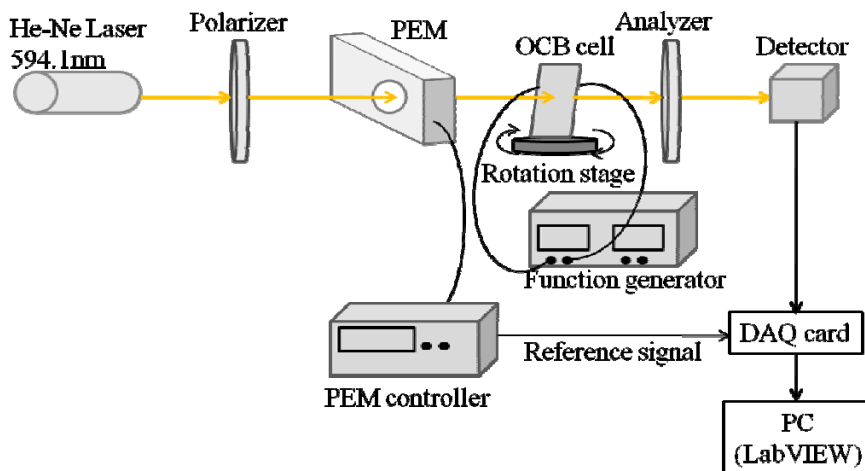 He-Ne Laser
594.1nm
Polarizer
PEM
OCB cell
Analyzer
Detector
Rotation stage
Function generator
PEM controller
Reference signal
DAQ card
PC
(LabVIEW)